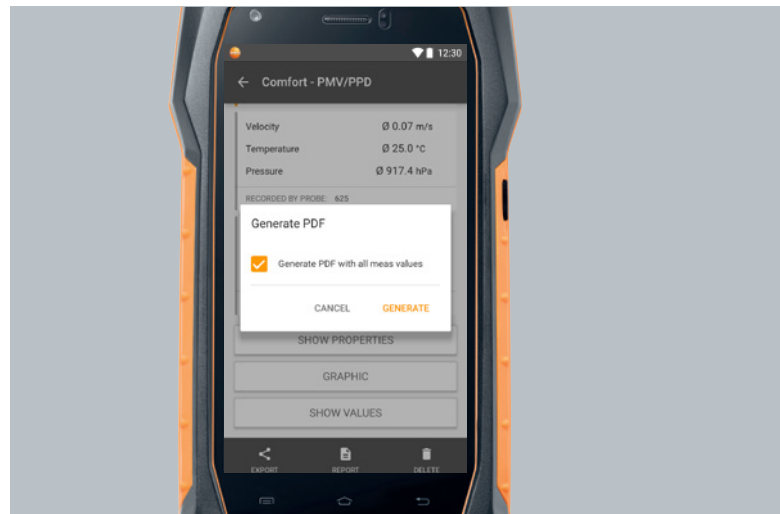 12:30
Comfort - PMV/PPD
Velocity Ø 0.07 m/s
Temperature Ø 25.0 °C
Pressure Ø 917.4 hPa
RECORDED BY PROBE: 625
Generate PDF
Generate PDF with all meas values
CANCEL GENERATE
SHOW PROPERTIES
GRAPHIC
SHOW VALUES
EXPORT REPORT DELETE